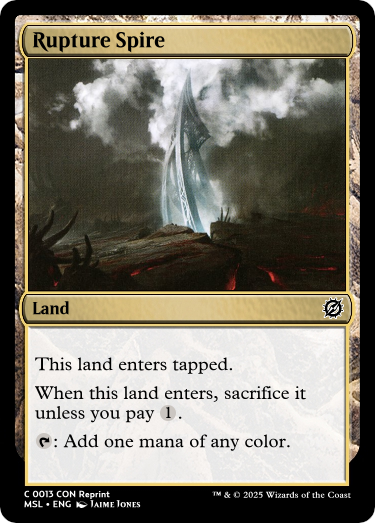 Rupture Spire
Land
This land enters tapped.
When this land enters, sacrifice it
unless you pay 1.
: Add one mana of any color.
C 0013 CON Reprint
MSL • ENG JAIME JONES
™ & © 2025 Wizards of the Coast